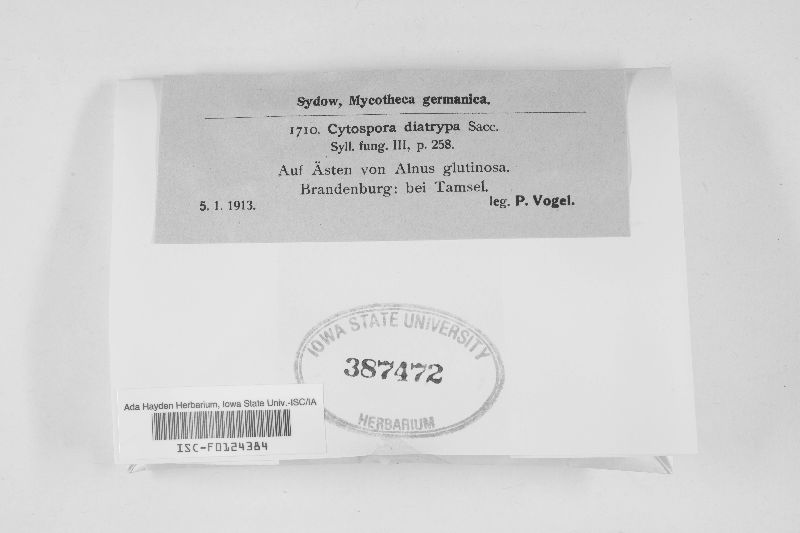 Sydow, Mycotheca germanica.
1710. Cytospora diatrypa Sacc.
Syll. fung. III, p. 258.
Auf Ästen von Alnus glutinosa.
Brandenburg: bei Tamsel.
5. 1. 1913. leg. P. Vogel.
IOWA STATE UNIVERSITY
387472
HERBARIUM
Ada Hayden Herbarium, Iowa State Univ.-ISC/IA
ISC-F0124384